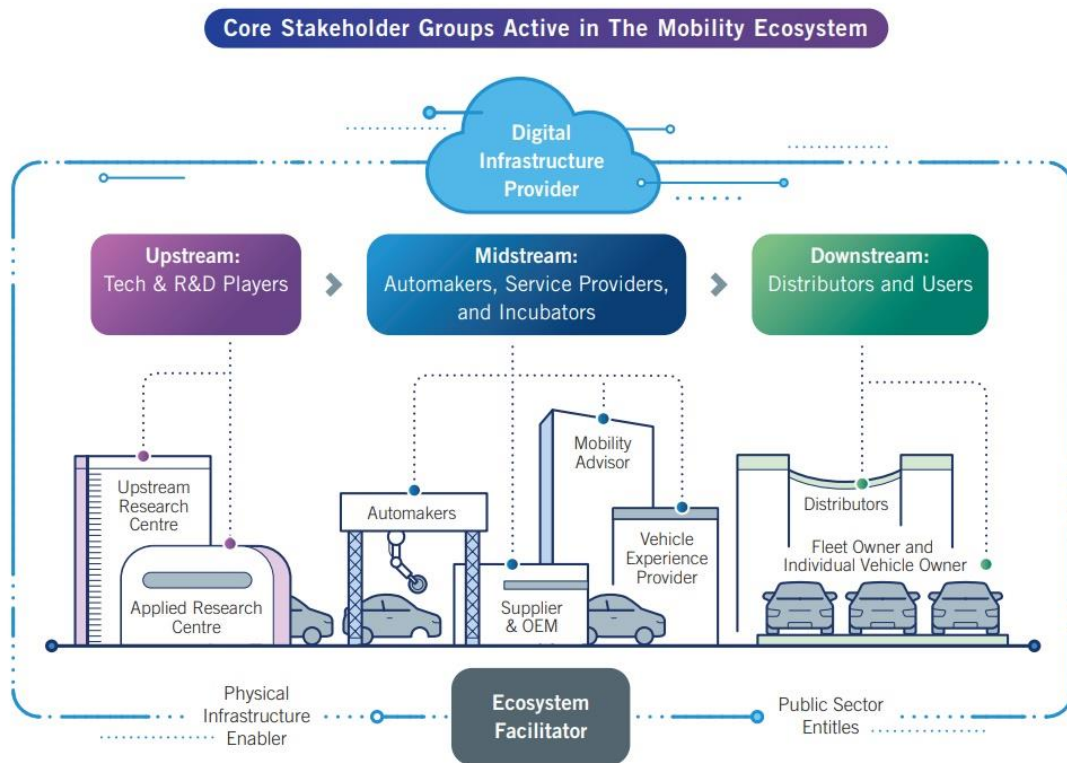 Core Stakeholder Groups Active in The Mobility Ecosystem
Digital
Infrastructure
Provider
Upstream:
Tech & R&D Players
Midstream:
Automakers, Service Providers,
and Incubators
Downstream:
Distributors and Users
Upstream
Research
Centre
Applied Research
Centre
Automakers
Supplier
& OEM
Mobility
Advisor
Vehicle
Experience
Provider
Distributors
Fleet Owner and
Individual Vehicle Owner
Physical
Infrastructure
Enabler
Ecosystem
Facilitator
Public Sector
Entitles